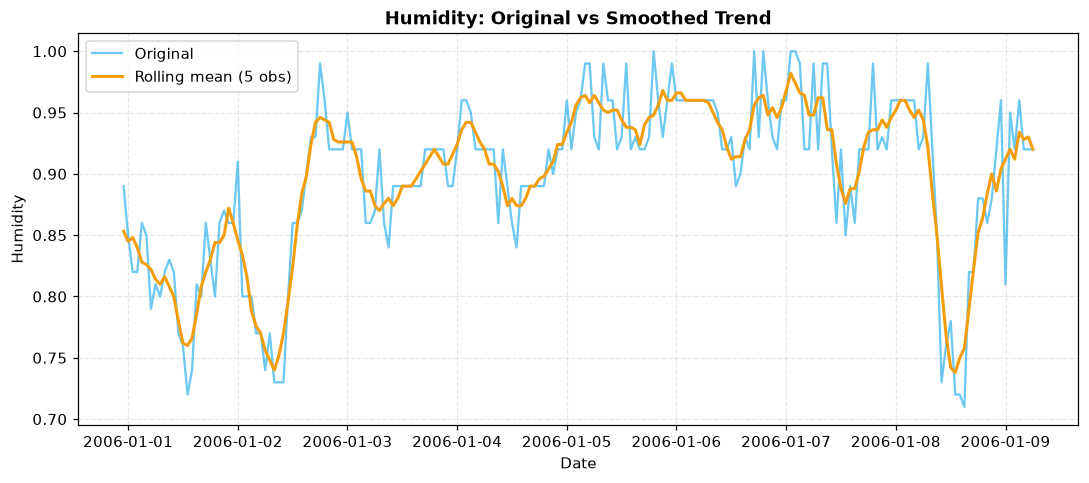 Humidity: Original vs Smoothed Trend
Original
Rolling mean (5 obs)
Humidity
1.00
0.95
0.90
0.85
0.80
0.75
0.70
2006-01-01 2006-01-02 2006-01-03 2006-01-04 2006-01-05 2006-01-06 2006-01-07 2006-01-08 2006-01-09
Date